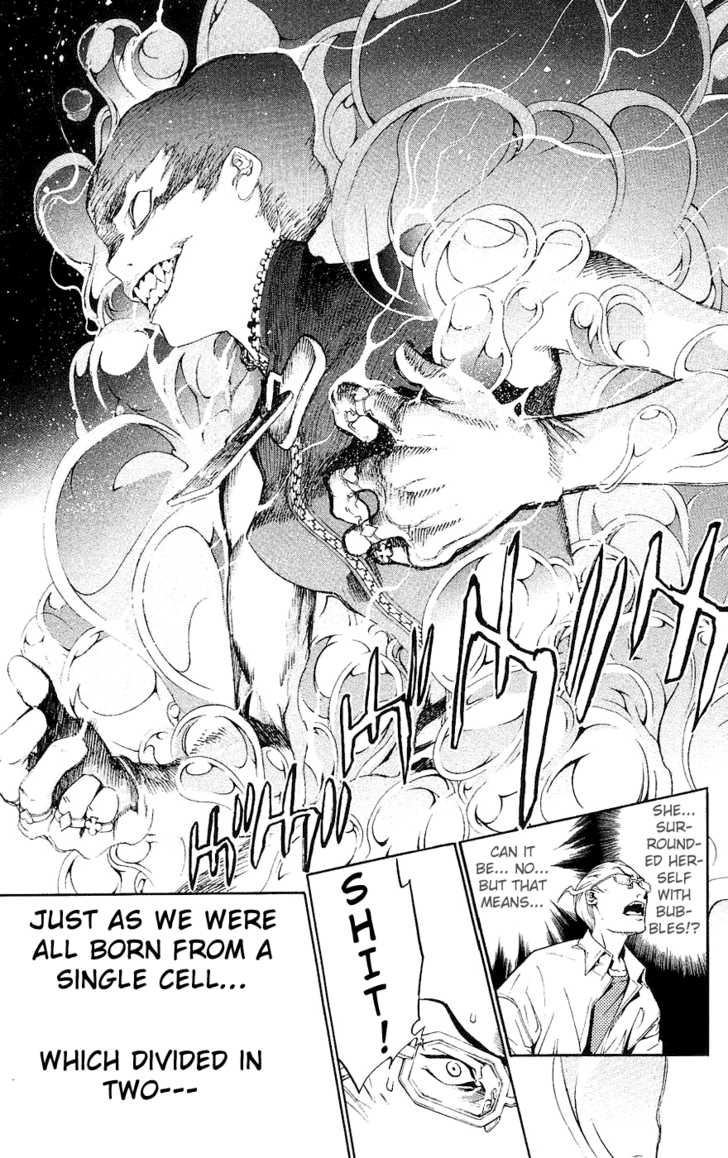 SHE...
SUR-
ROUND-
ED HER-
SELF
WITH
BUB-
BLES!?
CAN IT
BE... NO...
BUT THAT
MEANS...
SHIT!
JUST AS WE WERE
ALL BORN FROM A
SINGLE CELL...
WHICH DIVIDED IN
TWO---